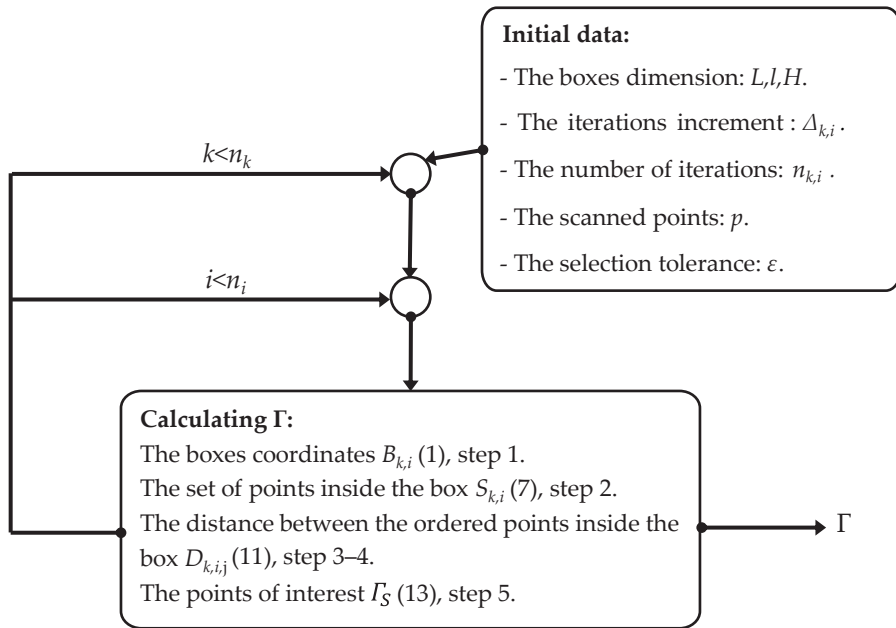 Initial data:
- The boxes dimension: L,l,H.
- The iterations increment : Δk,i .
- The number of iterations: nk,i .
- The scanned points: p.
- The selection tolerance: ε.
k<nk
i<ni
Calculating Γ:
The boxes coordinates Bk,i (1), step 1.
The set of points inside the box Sk,i (7), step 2.
The distance between the ordered points inside the
box Dk,i,j (11), step 3–4.
The points of interest ΓS (13), step 5.
Γ